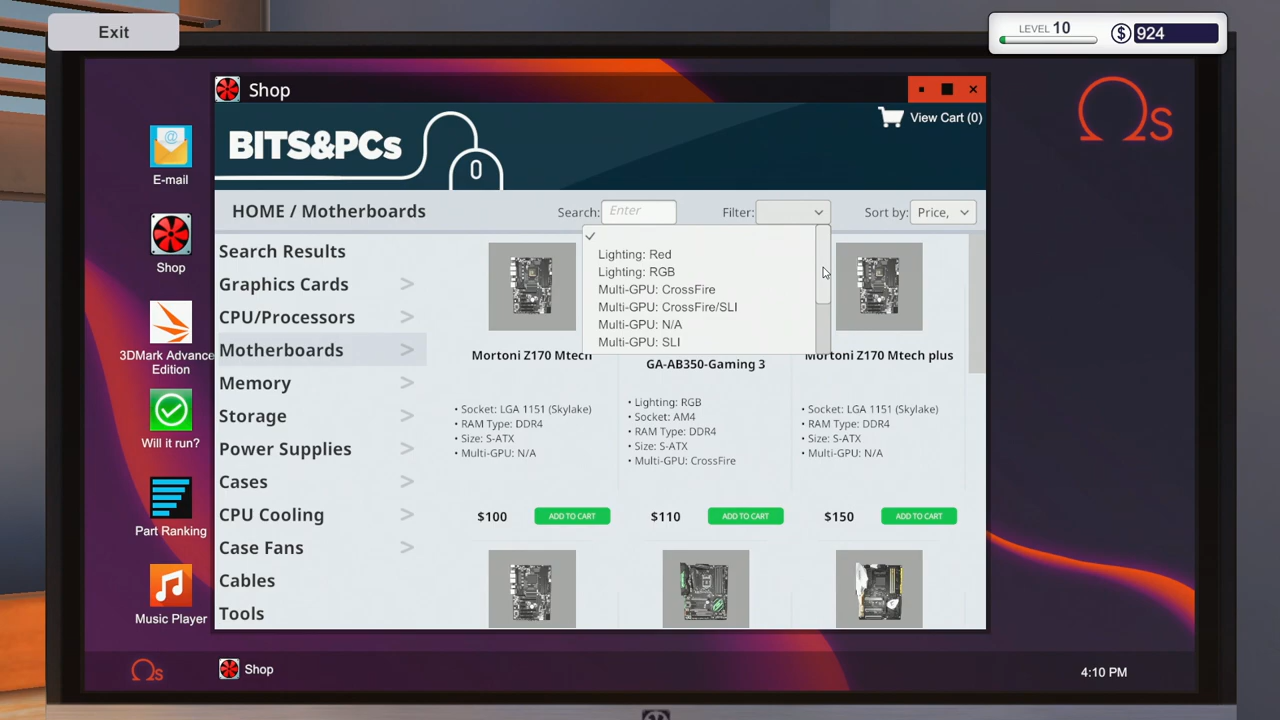 Exit
LEVEL 10
$ 924
Shop
BITS&PCs
View Cart (0)
HOME / Motherboards
Search: Enter
Filter:
Sort by: Price,
Search Results
Graphics Cards >
CPU/Processors >
Motherboards >
Memory >
Storage >
Power Supplies >
Cases >
CPU Cooling >
Case Fans >
Cables
Tools
Lighting: Red
Lighting: RGB
Multi-GPU: CrossFire
Multi-GPU: CrossFire/SLI
Multi-GPU: N/A
Multi-GPU: SLI
Mortoni Z170 Mtech
• Socket: LGA 1151 (Skylake)
• RAM Type: DDR4
• Size: S-ATX
• Multi-GPU: N/A
$100 ADD TO CART
GA-AB350-Gaming 3
• Lighting: RGB
• Socket: AM4
• RAM Type: DDR4
• Size: S-ATX
• Multi-GPU: CrossFire
$110 ADD TO CART
Mortoni Z170 Mtech plus
• Socket: LGA 1151 (Skylake)
• RAM Type: DDR4
• Size: S-ATX
• Multi-GPU: N/A
$150 ADD TO CART
E-mail
Shop
3DMark Advance
Edition
Will it run?
Part Ranking
Music Player
Ωs
Ωs
Shop
4:10 PM